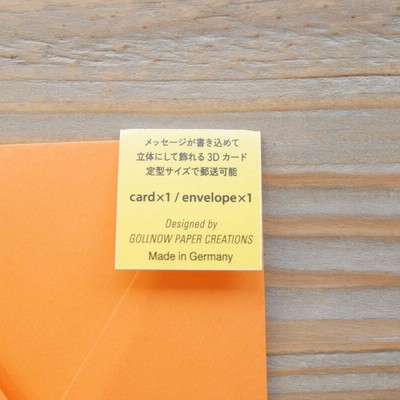 メッセージが書き込めて
立体にして飾れる3Dカード
定型サイズで郵送可能
card×1 / envelope×1
Designed by
GOLLNOW PAPER CREATIONS
Made in Germany